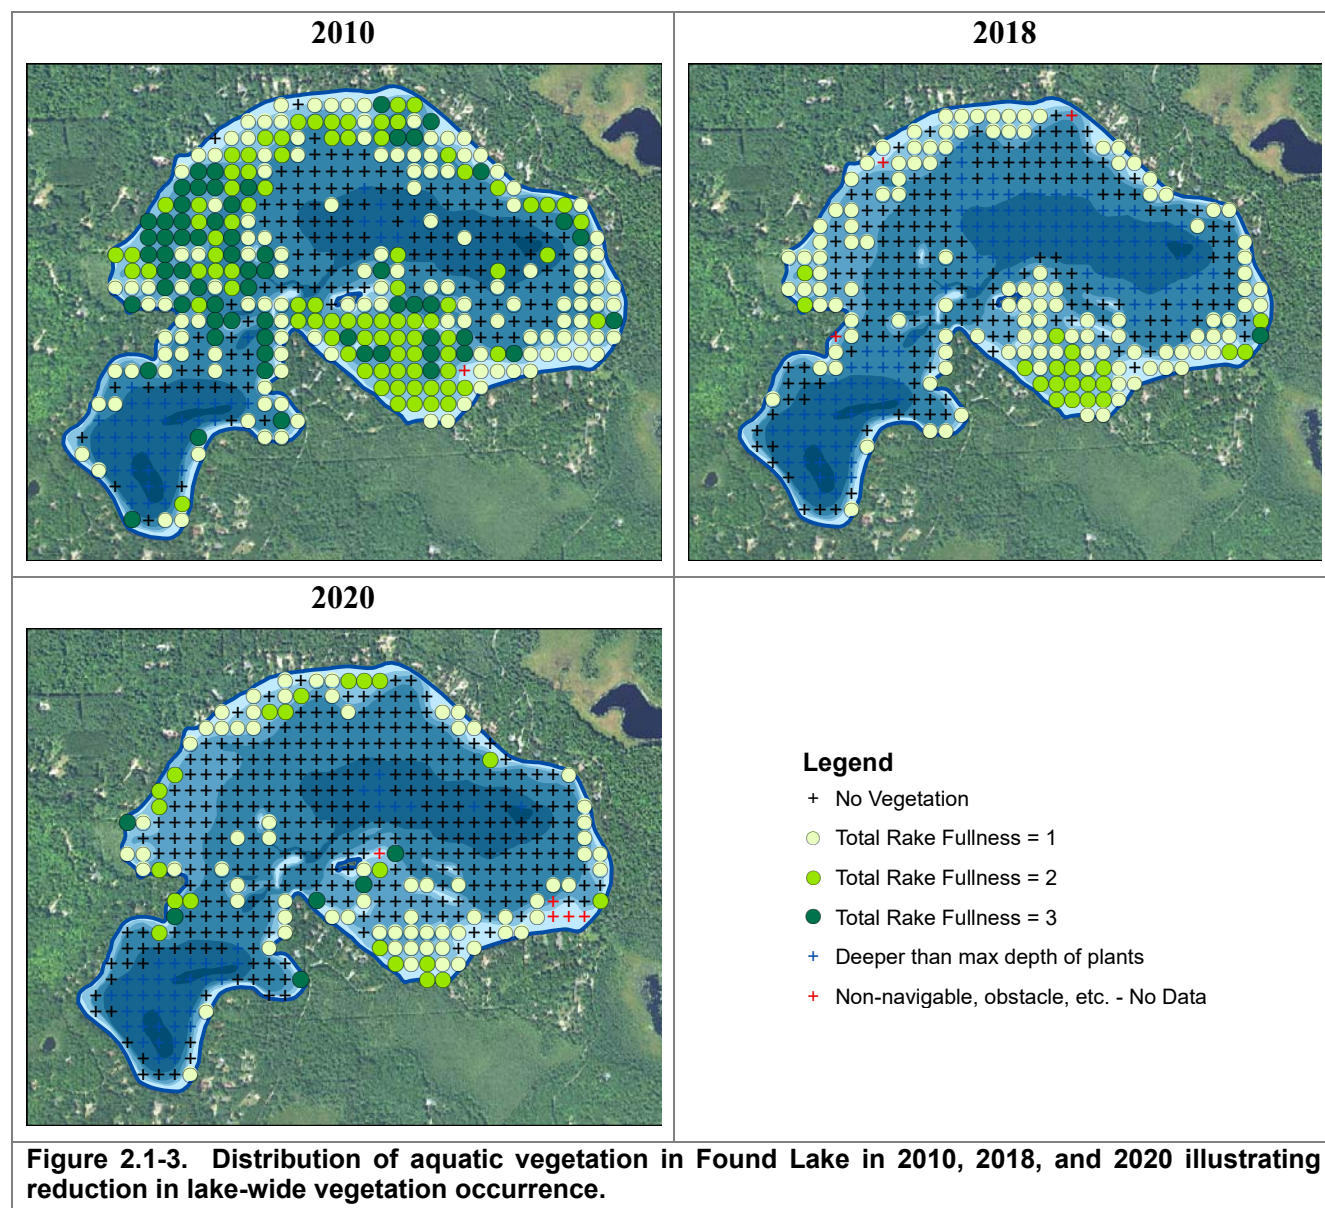 2010
2018
2020
Legend
+ No Vegetation
Total Rake Fullness = 1
Total Rake Fullness = 2
Total Rake Fullness = 3
+ Deeper than max depth of plants
+ Non-navigable, obstacle, etc. - No Data
Figure 2.1-3. Distribution of aquatic vegetation in Found Lake in 2010, 2018, and 2020 illustrating
reduction in lake-wide vegetation occurrence.